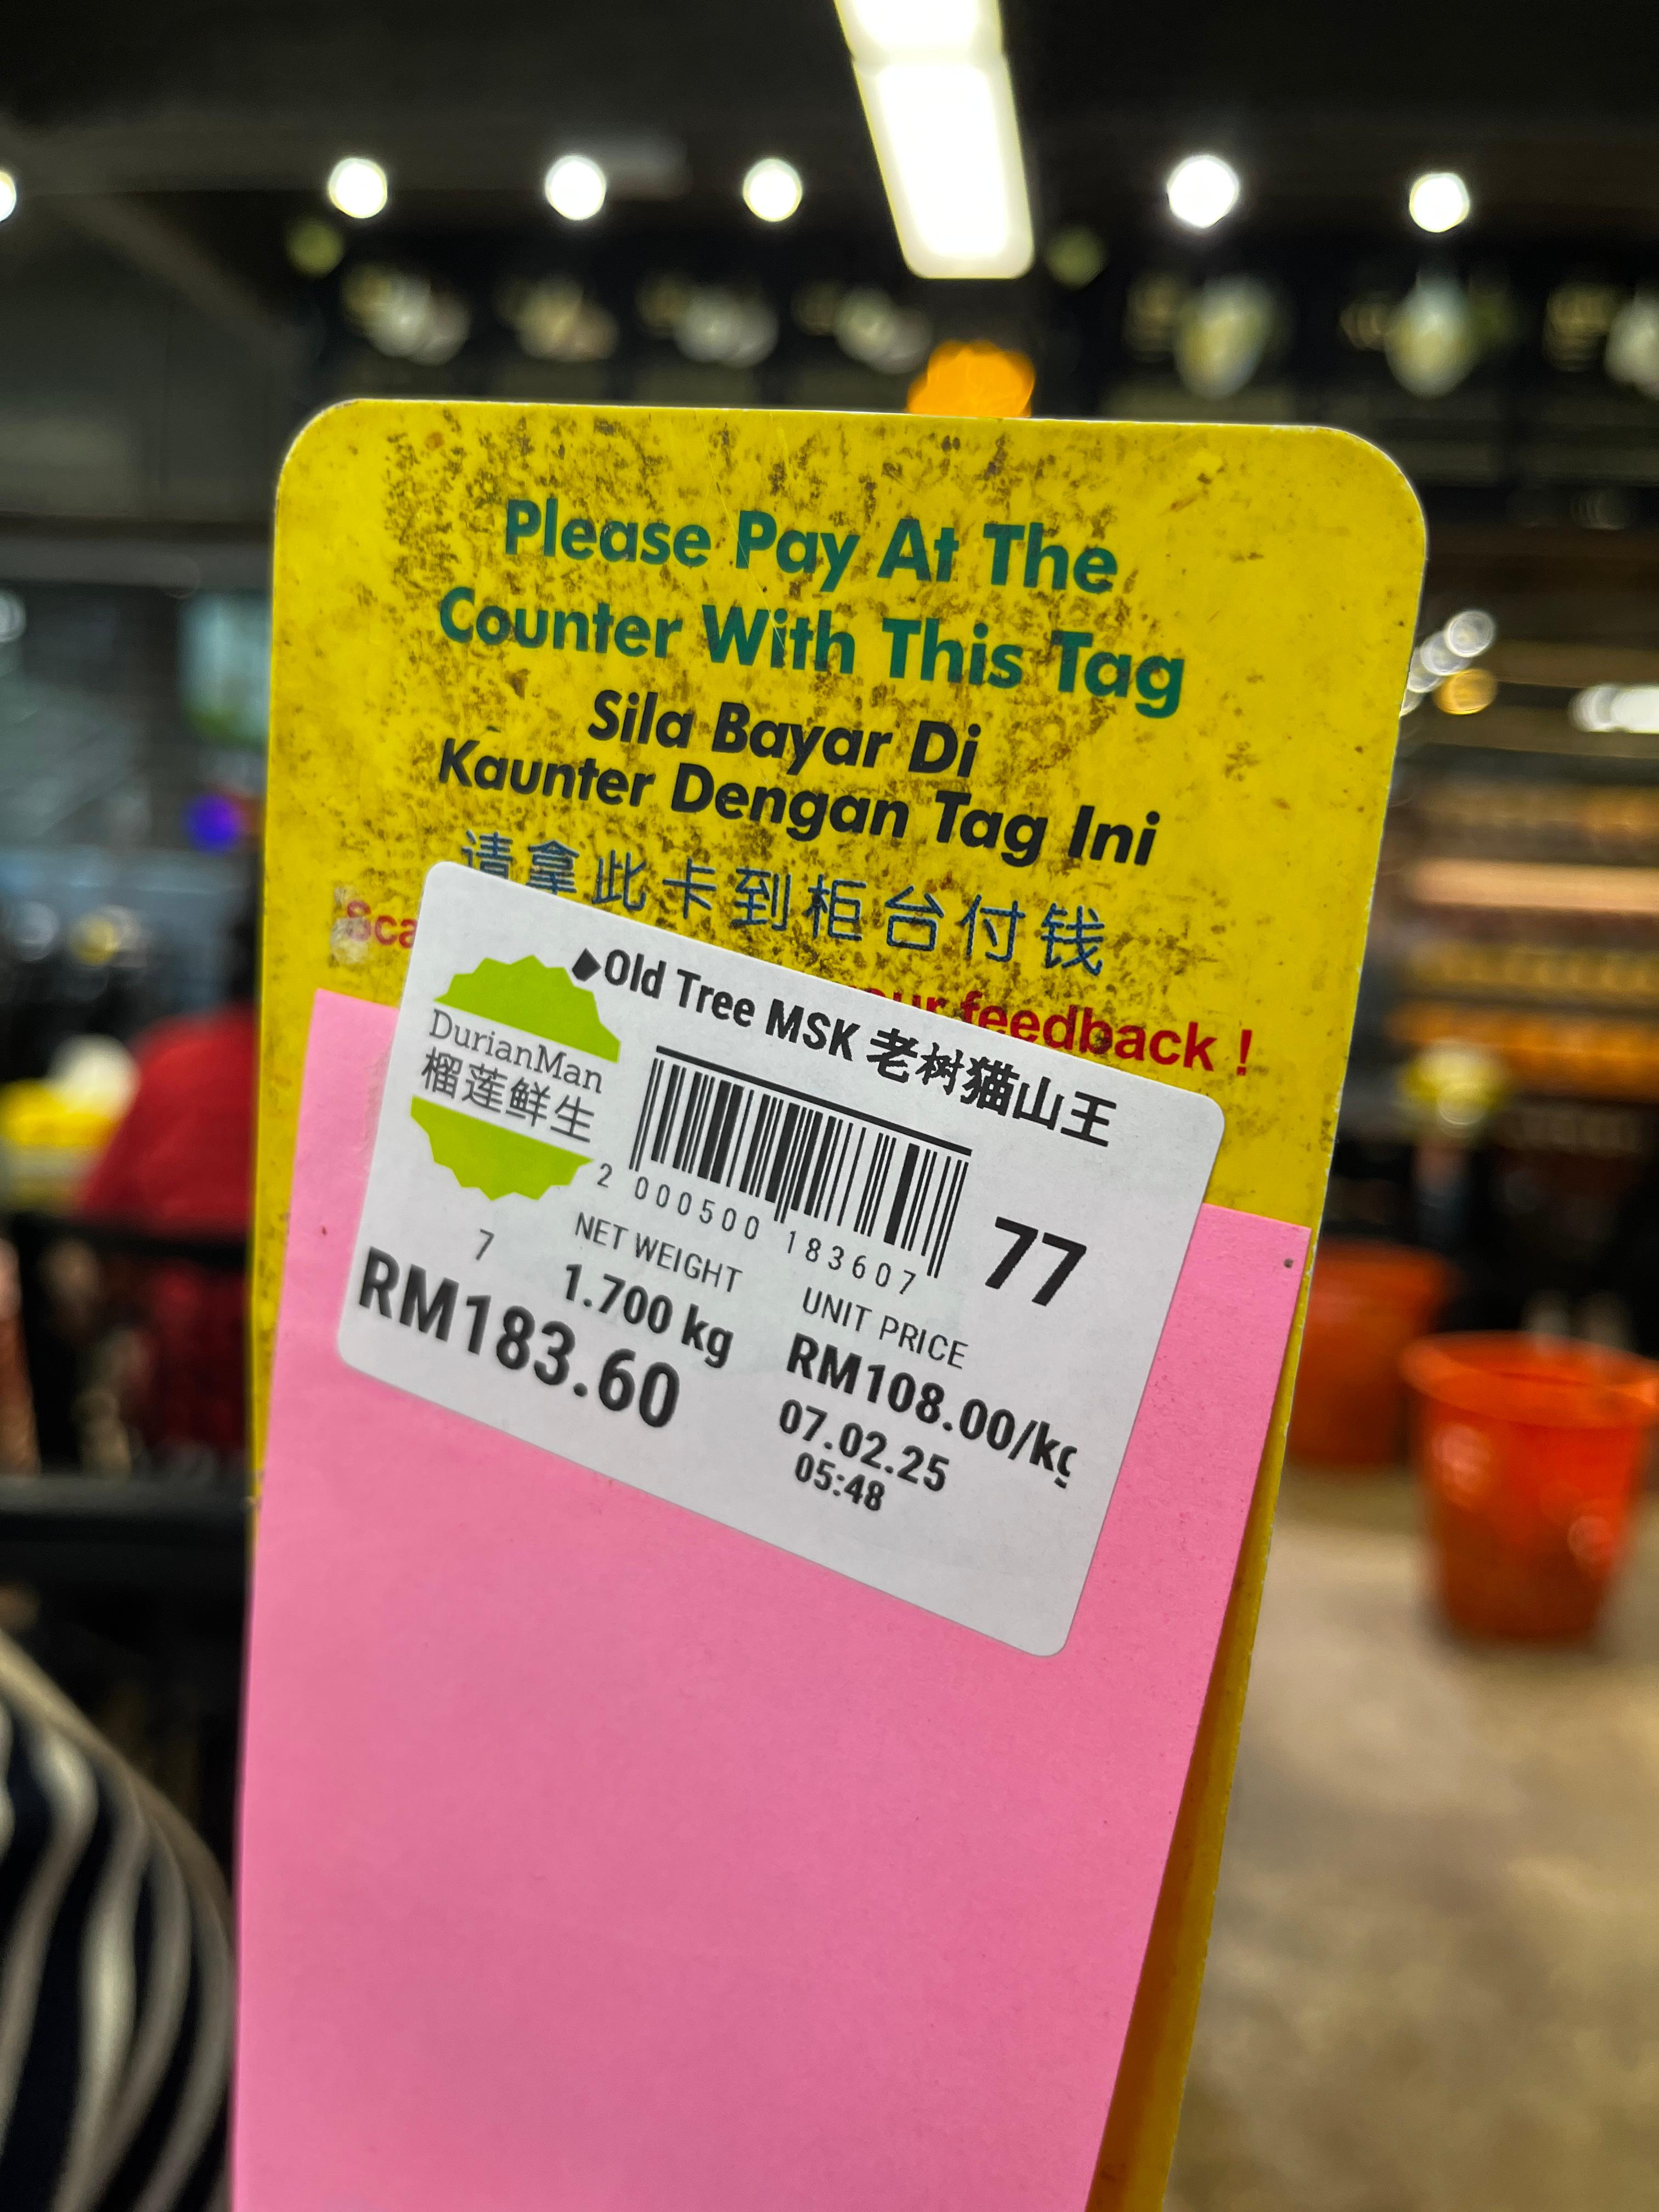 Please Pay At The
Counter With This Tag
Sila Bayar Di
Kaunter Dengan Tag Ini
请拿此卡到柜台付钱
feedback !
Old Tree MSK 老树猫山王
DurianMan
榴莲鲜生
2 000500 183607
77
7
NET WEIGHT
1.700 kg
UNIT PRICE
RM108.00/kg
RM183.60
07.02.25
05:48